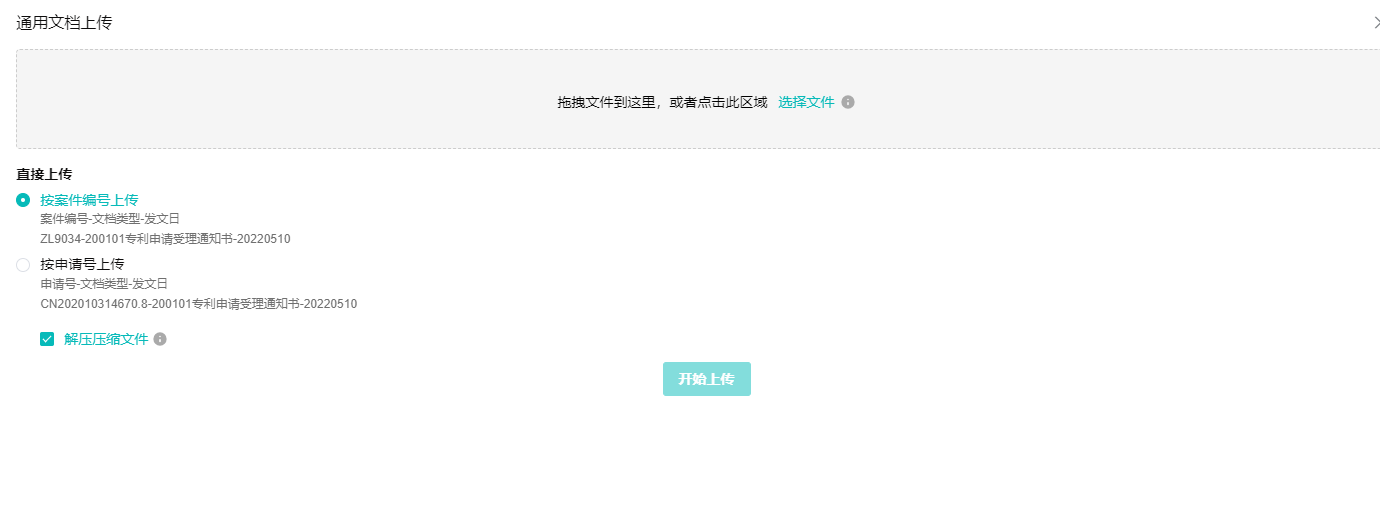 通用文档上传
拖拽文件到这里，或者点击此区域 选择文件
直接上传
按案件编号上传
案件编号-文档类型-发文日
ZL9034-200101专利申请受理通知书-20220510
按申请号上传
申请号-文档类型-发文日
CN202010314670.8-200101专利申请受理通知书-20220510
解压压缩文件
开始上传